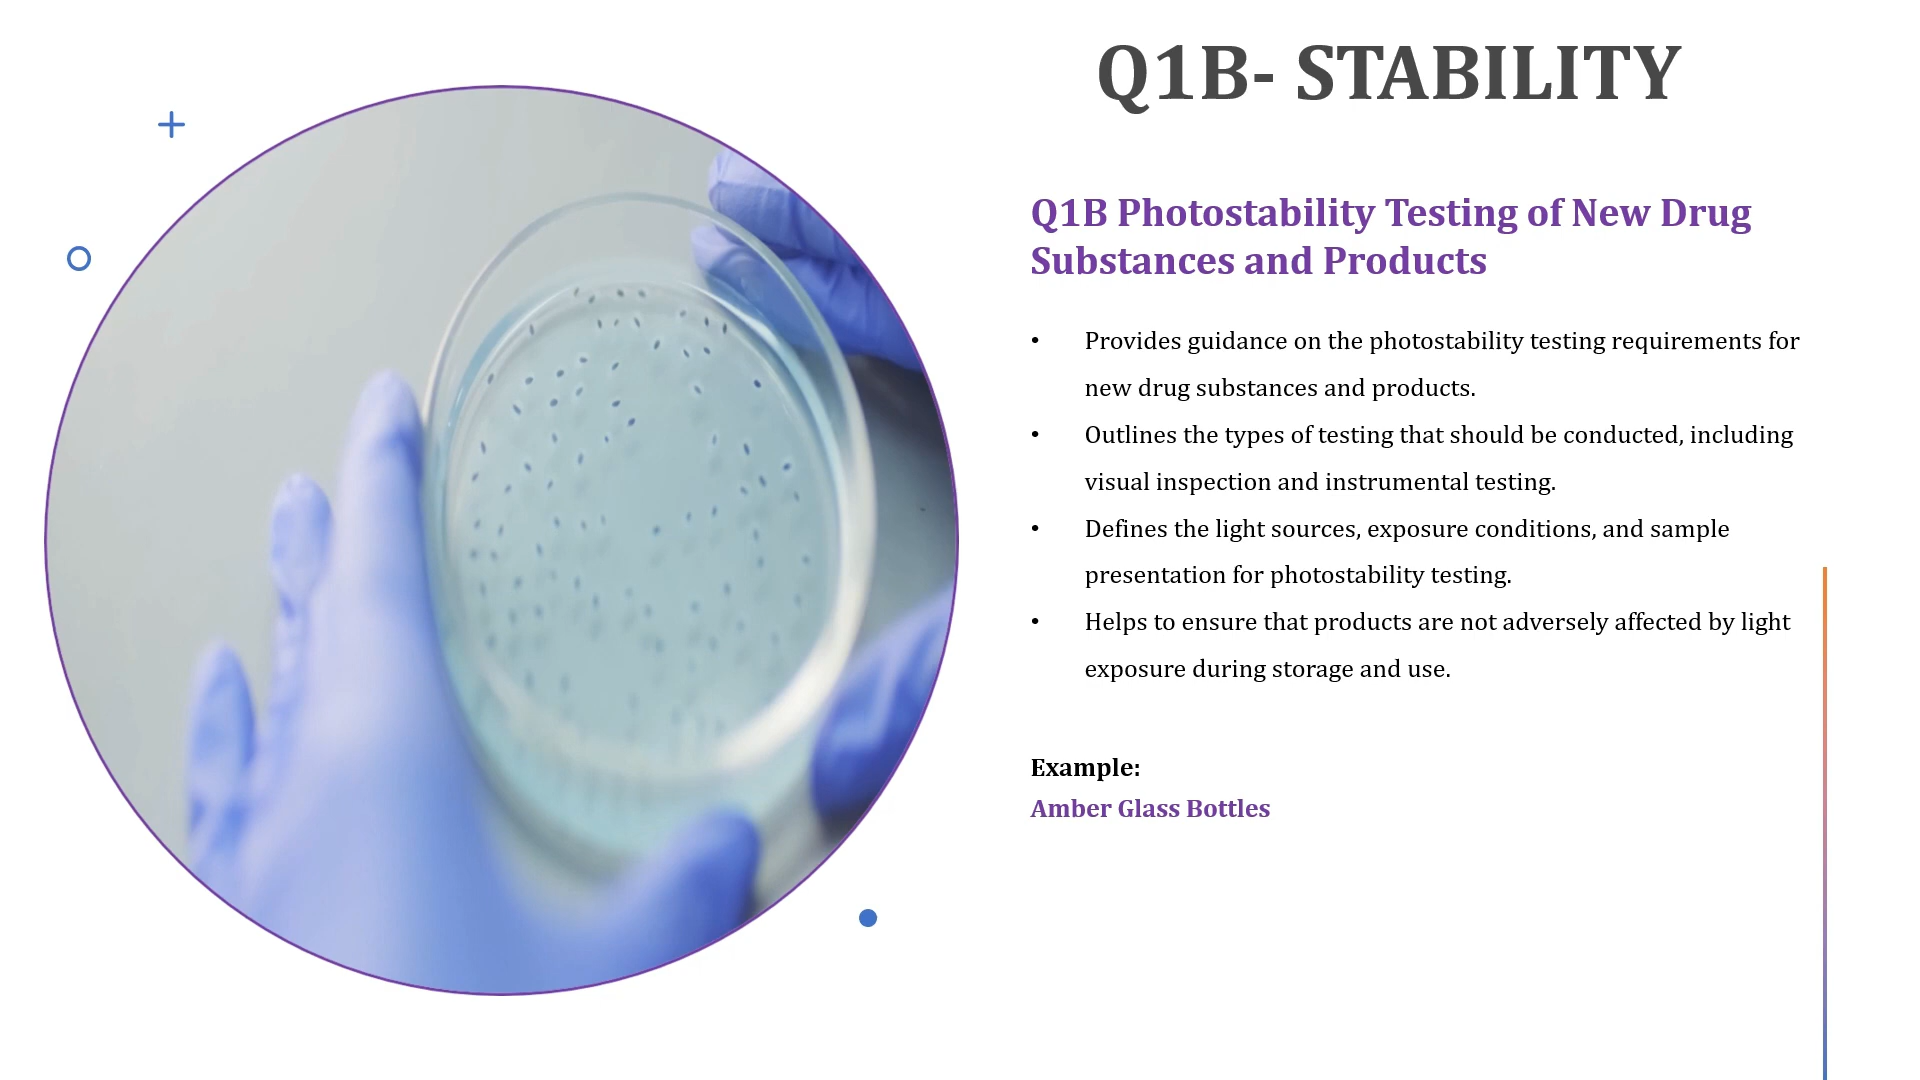 Q1B- STABILITY
Q1B Photostability Testing of New Drug
Substances and Products
• Provides guidance on the photostability testing requirements for
new drug substances and products.
• Outlines the types of testing that should be conducted, including
visual inspection and instrumental testing.
• Defines the light sources, exposure conditions, and sample
presentation for photostability testing.
• Helps to ensure that products are not adversely affected by light
exposure during storage and use.
Example:
Amber Glass Bottles